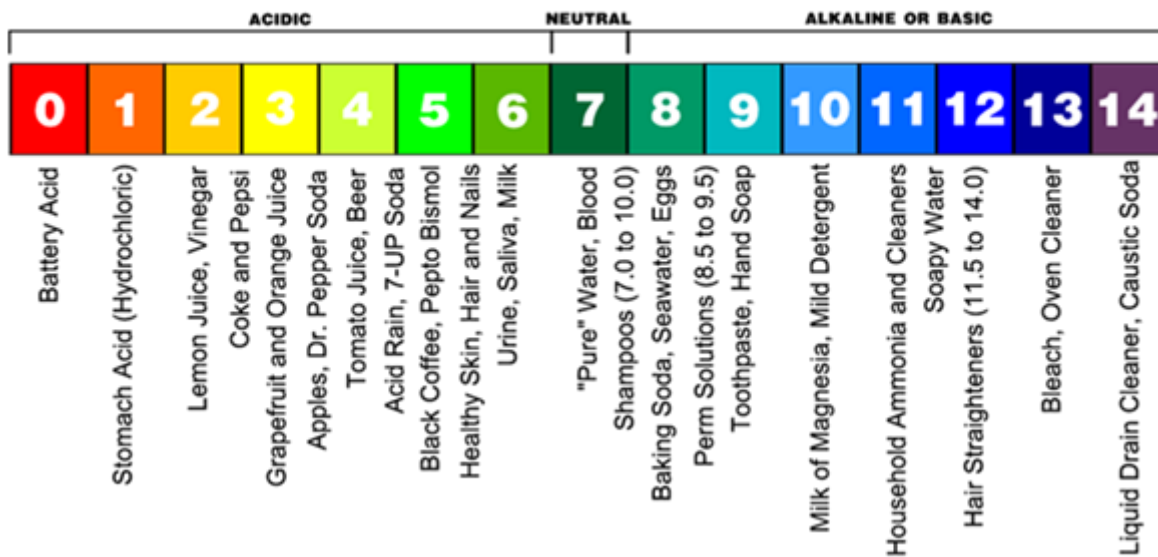 ACIDIC
NEUTRAL
ALKALINE OR BASIC
0
1
2
3
4
5
6
7
8
9
10
11
12
13
14
Battery Acid
Stomach Acid (Hydrochloric)
Lemon Juice, Vinegar
Coke and Pepsi
Grapefruit and Orange Juice
Apples, Dr. Pepper Soda
Tomato Juice, Beer
Acid Rain, 7-UP Soda
Black Coffee, Pepto Bismol
Healthy Skin, Hair and Nails
Urine, Saliva, Milk
"Pure" Water, Blood
Shampoos (7.0 to 10.0)
Baking Soda, Seawater, Eggs
Perm Solutions (8.5 to 9.5)
Toothpaste, Hand Soap
Milk of Magnesia, Mild Detergent
Household Ammonia and Cleaners
Soapy Water
Hair Straighteners (11.5 to 14.0)
Bleach, Oven Cleaner
Liquid Drain Cleaner, Caustic Soda